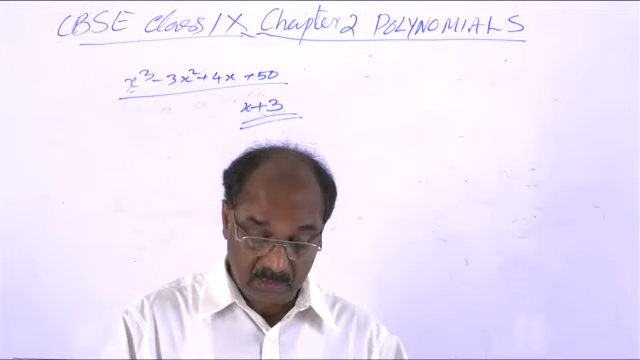 CBSE Class IX Chapter 2 POLYNOMIALS
x³ - 3x² + 4x + 50
x+3